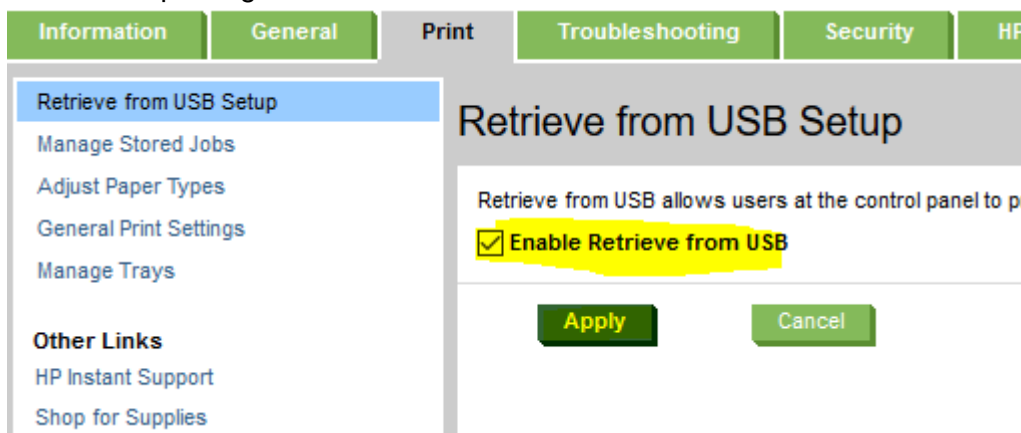 Information General Print Troubleshooting Security HP
Retrieve from USB Setup
Manage Stored Jobs
Adjust Paper Types
General Print Settings
Manage Trays
Other Links
HP Instant Support
Shop for Supplies
Retrieve from USB Setup
Retrieve from USB allows users at the control panel to p
Enable Retrieve from USB
Apply Cancel